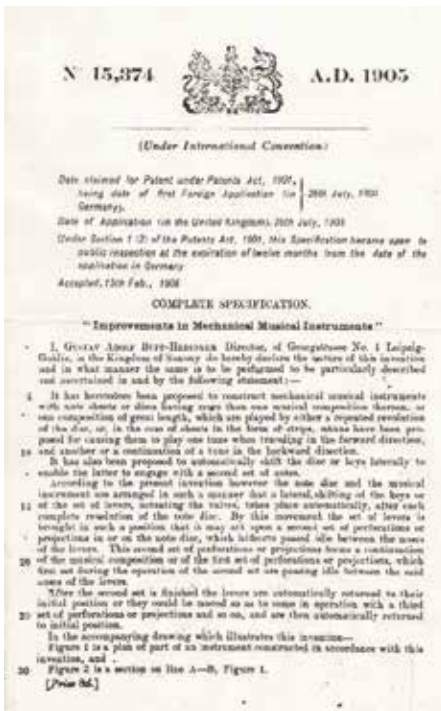 N 15,374 A.D. 1905
(Under International Convention)
Date claimed for Patent under Patents Act, 1901,
being date of first Foreign Application (in
Germany), 26th July, 1904
Date of Application (in the United Kingdom), 26th July, 1905
Under Section 1 (2) of the Patents Act, 1901, this Specification became open to
public inspection at the expiration of twelve months from the date of the
application in Germany
Accepted, 15th Feb., 1906
COMPLETE SPECIFICATION.
"Improvements in Mechanical Musical Instruments"
I, GUSTAV ADOLF Director, of Georgstrasse No. 1 Leipzig-
in the Kingdom of Saxony do hereby declare the nature of this invention
and in what manner the same is to be performed to be particularly described
and ascertained in and by the following statement:—
5 It has heretofore been proposed to construct mechanical musical instruments
with note sheets or discs having more than one musical composition thereon, or
one composition of great length, which are played by either a repeated revolution
of the disc, or, in the case of sheets in the form of strips, means have been pro-
posed for causing them to play one tune when traveling in the forward direction,
10 and another or a continuation of a tune in the backward direction.
It has also been proposed to automatically shift the disc or keys laterally to
enable the latter to engage with a second set of notes.
According to the present invention however the note disc and the musical
instrument are arranged in such a manner that a lateral shifting of the keys or
15 of the set of levers, actuating the valves, takes place automatically, after each
complete revolution of the note disc. By this movement the set of levers is
brought in such a position that it may act upon a second set of perforations or
projections in or on the note disc, which hitherto passed idle between the noses
of the levers. This second set of perforations or projections forms a continuation
20 of the musical composition or of the first set of perforations or projections, which
first set during the operation of the second set are passing idle between the said
noses of the levers.
After the second set is finished the levers are automatically returned to their
initial position or they could be moved so as to come in operation with a third
25 set of perforations or projections and so on, and are then automatically returned
to initial position.
In the accompanying drawing which illustrates this invention—
Figure 1 is a plan of part of an instrument constructed in accordance with this
invention, and .
30 Figure 2 is a section on line A—B, Figure 1.
[Price 8d.]